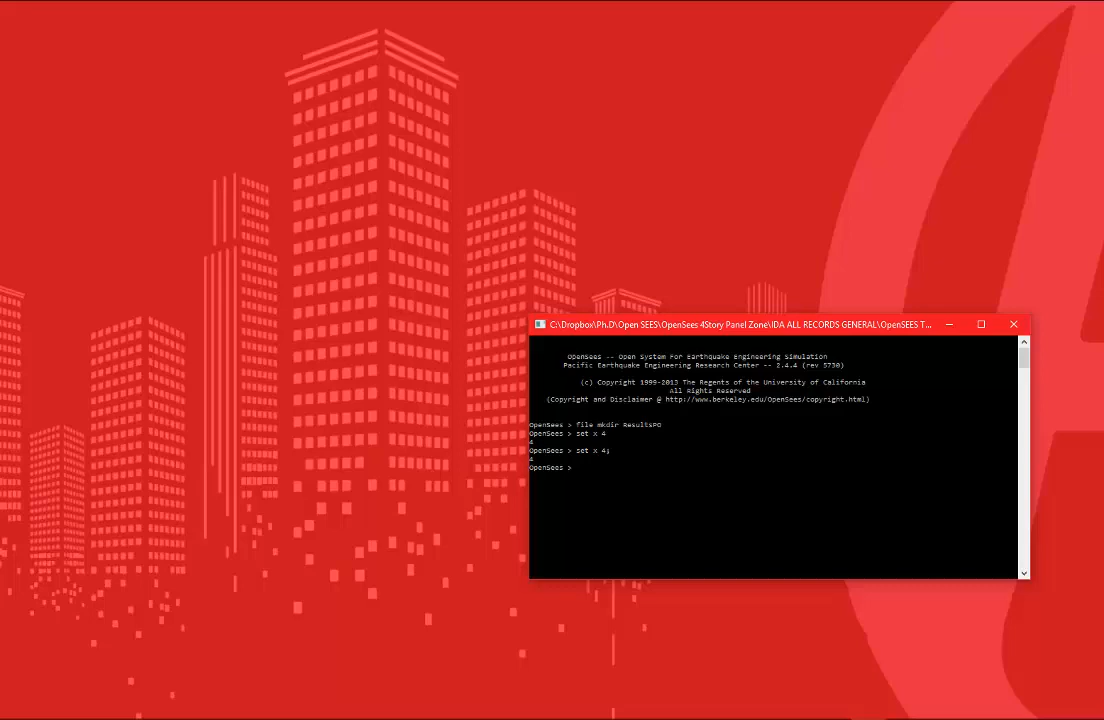 C:\Dropbox\Ph.D\Open SEES\OpenSees 4Story Panel Zone\IDA ALL RECORDS GENERAL\OpenSEES T...
OpenSees -- Open System For Earthquake Engineering Simulation
Pacific Earthquake Engineering Research Center -- 2.4.4 (rev 5730)
(c) Copyright 1999-2013 The Regents of the University of California
All Rights Reserved
(Copyright and Disclaimer @ http://www.berkeley.edu/OpenSees/copyright.html)
OpenSees > file mkdir ResultsPO
OpenSees > set x 4
4
OpenSees > set x 4;
4
OpenSees >